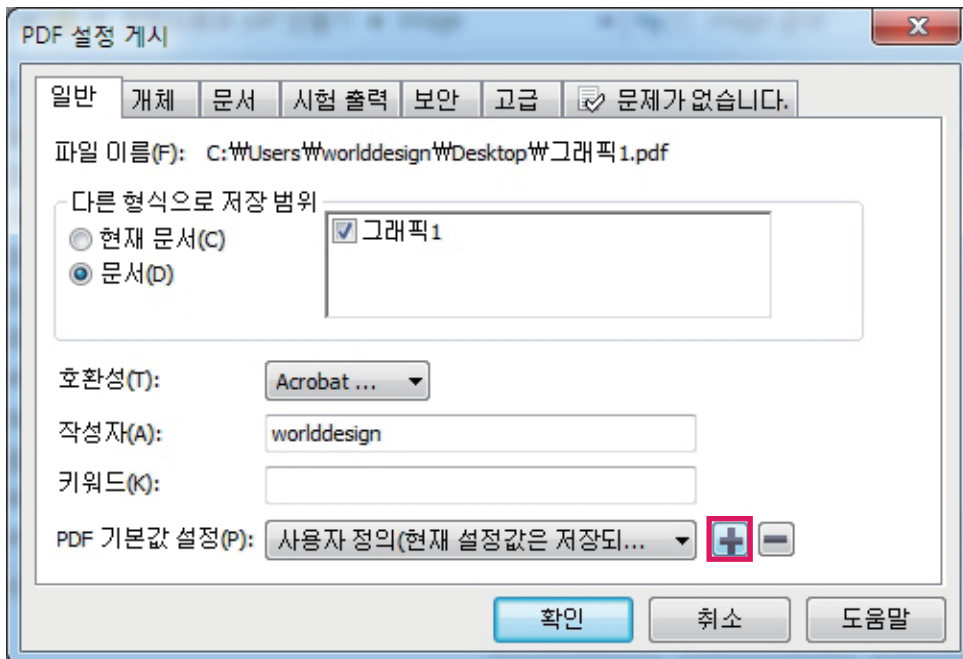 PDF 설정 게시
일반 개체 문서 시험 출력 보안 고급 문제가 없습니다.
파일 이름(F): C:₩Users₩worlddesign₩Desktop₩그래픽1.pdf
다른 형식으로 저장 범위
현재 문서(C)
문서(D)
그래픽1
호환성(T): Acrobat ...
작성자(A): worlddesign
키워드(K):
PDF 기본값 설정(P): 사용자 정의(현재 설정값은 저장되...
확인 취소 도움말